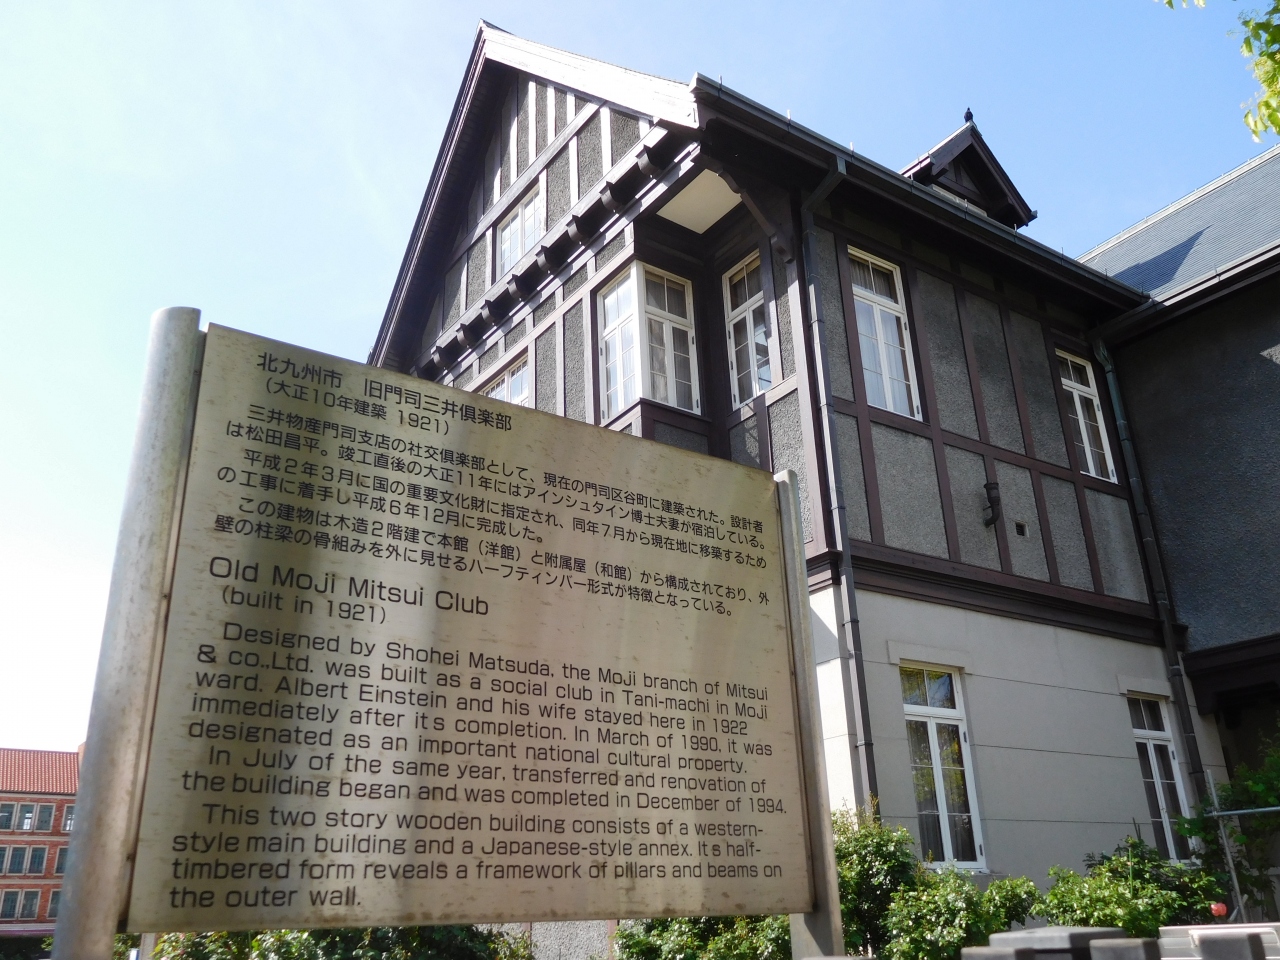 北九州市　旧門司三井倶楽部
（大正10年建築 1921）
三井物産門司支店の社交倶楽部として、現在の門司区谷町に建築された。設計者
は松田昌平。竣工直後の大正11年にはアインシュタイン博士夫妻が宿泊している。
平成2年3月に国の重要文化財に指定され、同年7月から現在地に移築するため
の工事に着手し平成6年12月に完成した。
この建物は木造2階建で本館（洋館）と附属屋（和館）から構成されており、外
壁の柱梁の骨組みを外に見せるハーフティンバー形式が特徴となっている。
Old Moji Mitsui Club
(built in 1921)
Designed by Shohei Matsuda, the Moji branch of Mitsui
& co.,Ltd. was built as a social club in Tani-machi in Moji
ward. Albert Einstein and his wife stayed here in 1922
immediately after its completion. In March of 1990, it was
designated as an important national cultural property.
In July of the same year, transferred and renovation of
the building began and was completed in December of 1994.
This two story wooden building consists of a western-
style main building and a Japanese-style annex. It s half-
timbered form reveals a framework of pillars and beams on
the outer wall.